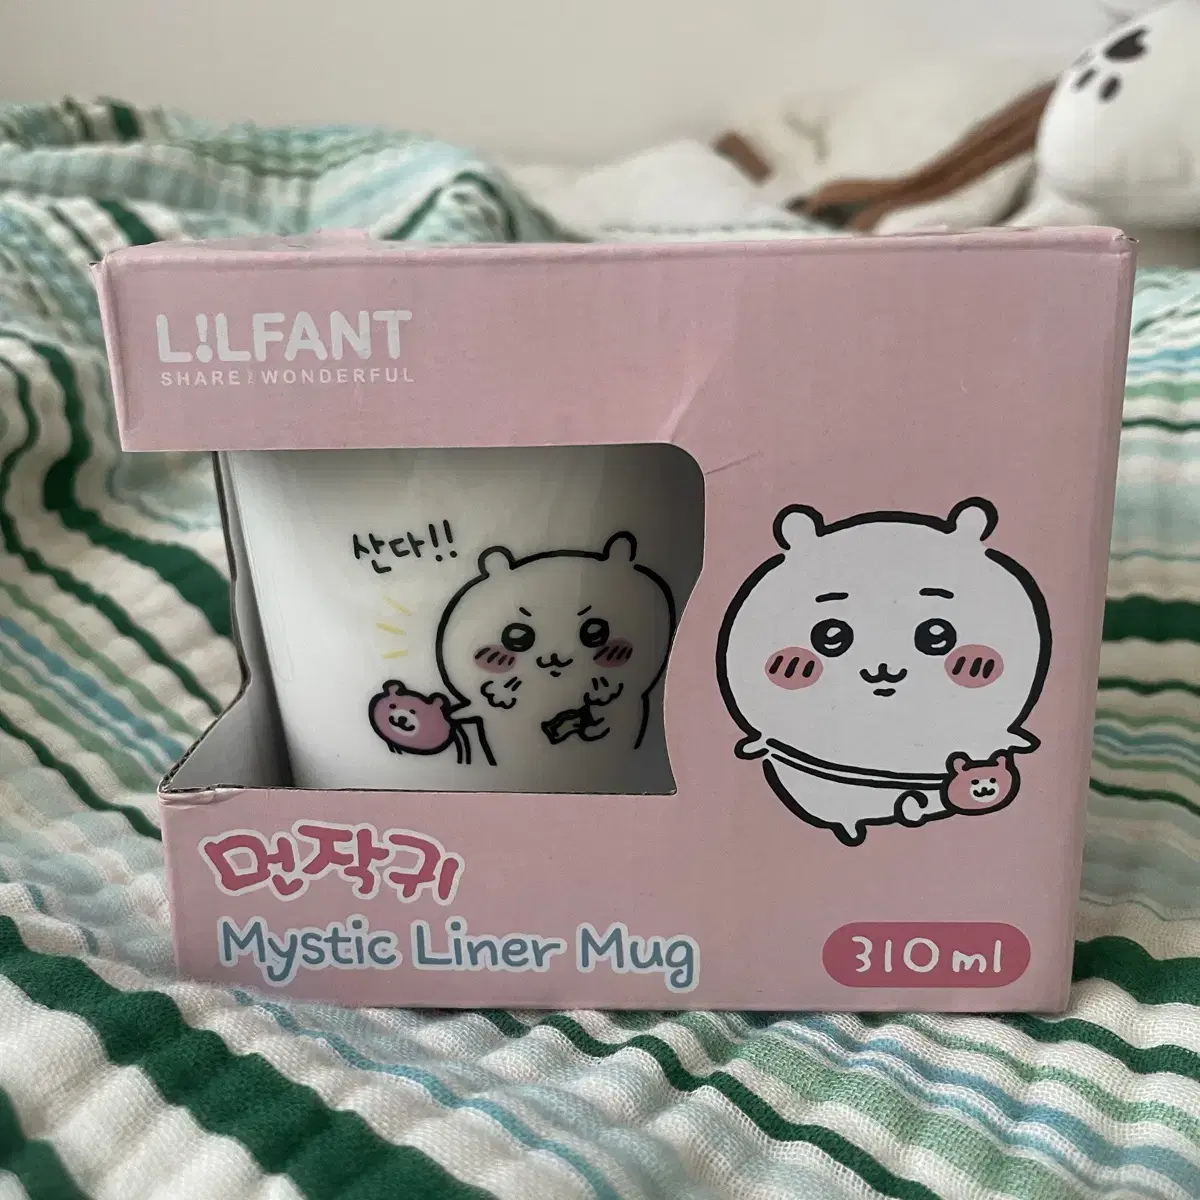 L!LFANT
SHARE WONDERFUL
산다!!
먼작귀
Mystic Liner Mug
310ml